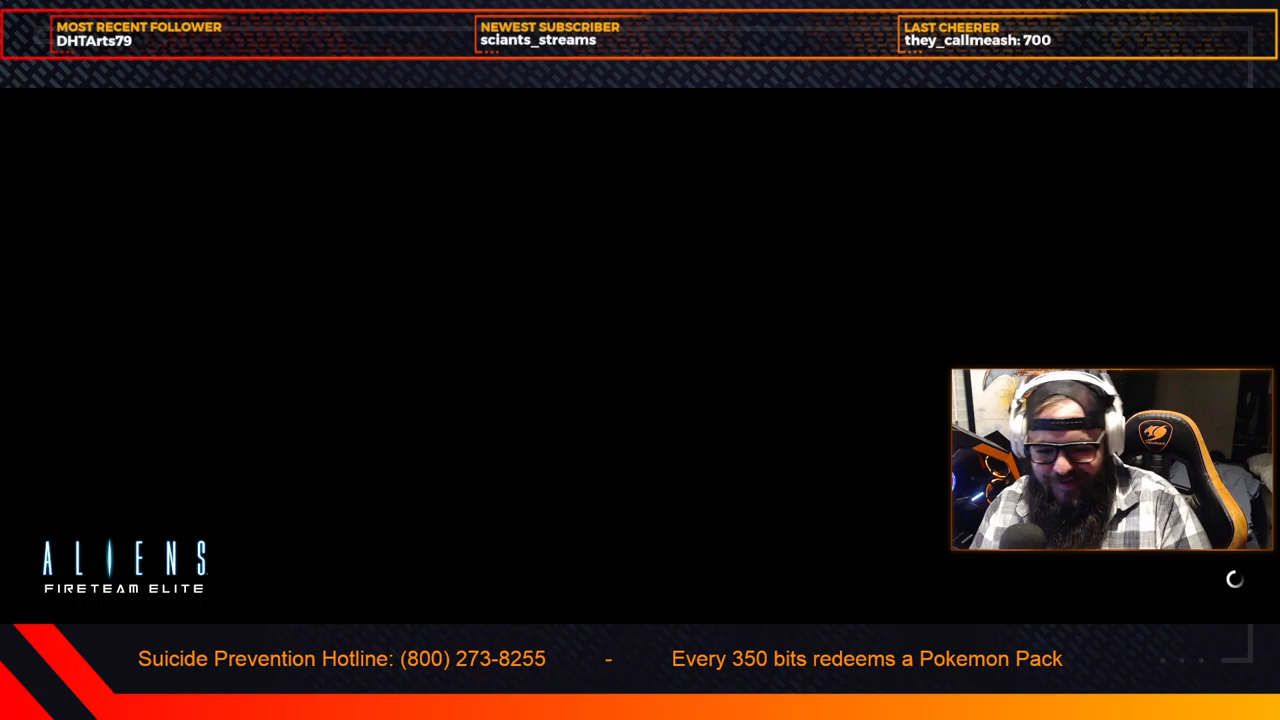 MOST RECENT FOLLOWER
DHTArts79
NEWEST SUBSCRIBER
sciants_streams
LAST CHEERER
they_callmeash: 700
ALIENS
FIRETEAM ELITE
Suicide Prevention Hotline: (800) 273-8255 - Every 350 bits redeems a Pokemon Pack